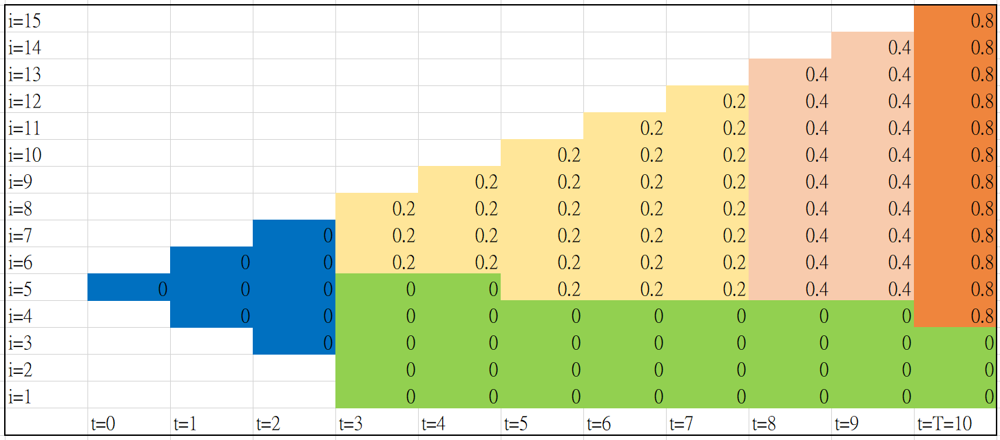 i=15 0.8
i=14 0.4 0.8
i=13 0.4 0.4 0.8
i=12 0.2 0.4 0.4 0.8
i=11 0.2 0.2 0.4 0.4 0.8
i=10 0.2 0.2 0.2 0.4 0.4 0.8
i=9 0.2 0.2 0.2 0.2 0.4 0.4 0.8
i=8 0.2 0.2 0.2 0.2 0.2 0.4 0.4 0.8
i=7 0 0.2 0.2 0.2 0.2 0.2 0.4 0.4 0.8
i=6 0 0 0.2 0.2 0.2 0.2 0.2 0.4 0.4 0.8
i=5 0 0 0 0 0 0.2 0.2 0.2 0.4 0.4 0.8
i=4 0 0 0 0 0 0 0 0 0 0.8
i=3 0 0 0 0 0 0 0 0 0
i=2 0 0 0 0 0 0 0 0
i=1 0 0 0 0 0 0 0 0
t=0 t=1 t=2 t=3 t=4 t=5 t=6 t=7 t=8 t=9 t=T=10